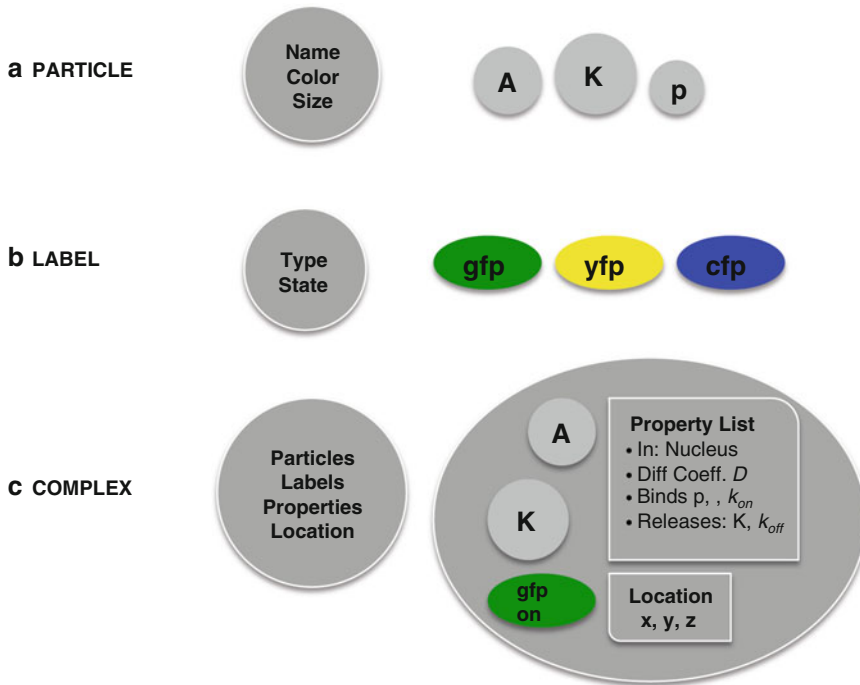 a PARTICLE
Name
Color
Size
A
K
p
b LABEL
Type
State
gfp
yfp
cfp
c COMPLEX
Particles
Labels
Properties
Location
A
K
gfp
on
Property List
• In: Nucleus
• Diff Coeff. D
• Binds p, , kon
• Releases: K, koff
Location
x, y, z